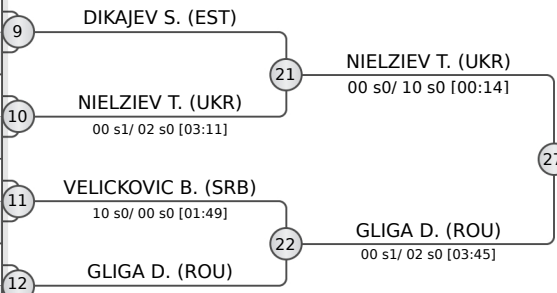 DIKAJEV S. (EST)
9
21
NIELZIEV T. (UKR)
00 s0/ 10 s0 [00:14]
10
NIELZIEV T. (UKR)
00 s1/ 02 s0 [03:11]
27
11
VELICKOVIC B. (SRB)
10 s0/ 00 s0 [01:49]
22
GLIGA D. (ROU)
00 s1/ 02 s0 [03:45]
12
GLIGA D. (ROU)